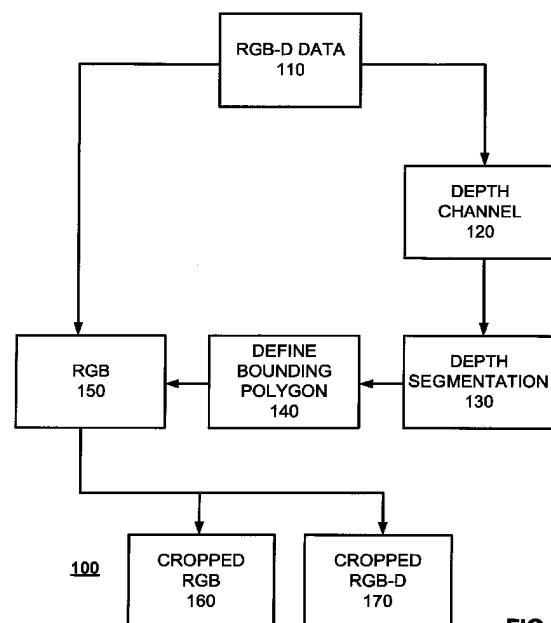 RGB-D DATA
110
DEPTH
CHANNEL
120
RGB
150
DEFINE
BOUNDING
POLYGON
140
DEPTH
SEGMENTATION
130
100
CROPPED
RGB
160
CROPPED
RGB-D
170